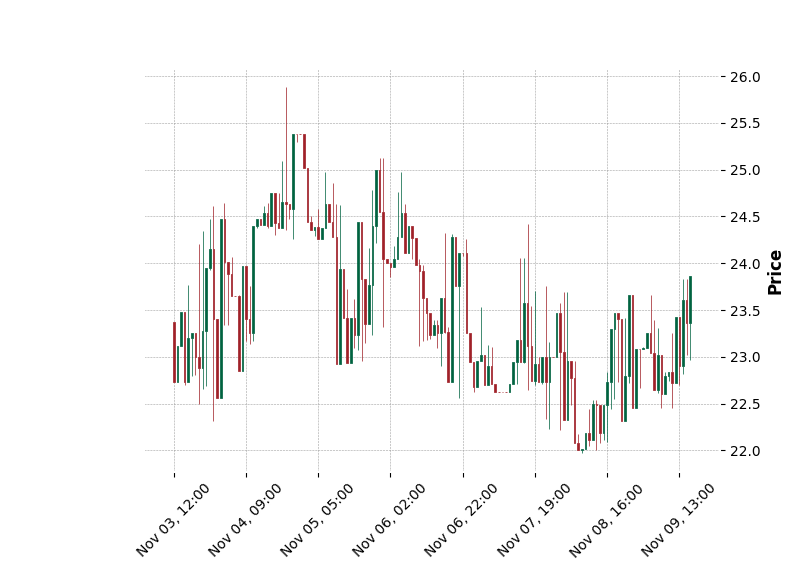 26.0
25.5
25.0
24.5
24.0
23.5
23.0
22.5
22.0
Price
Nov 03, 12:00
Nov 04, 09:00
Nov 05, 05:00
Nov 06, 02:00
Nov 06, 22:00
Nov 07, 19:00
Nov 08, 16:00
Nov 09, 13:00